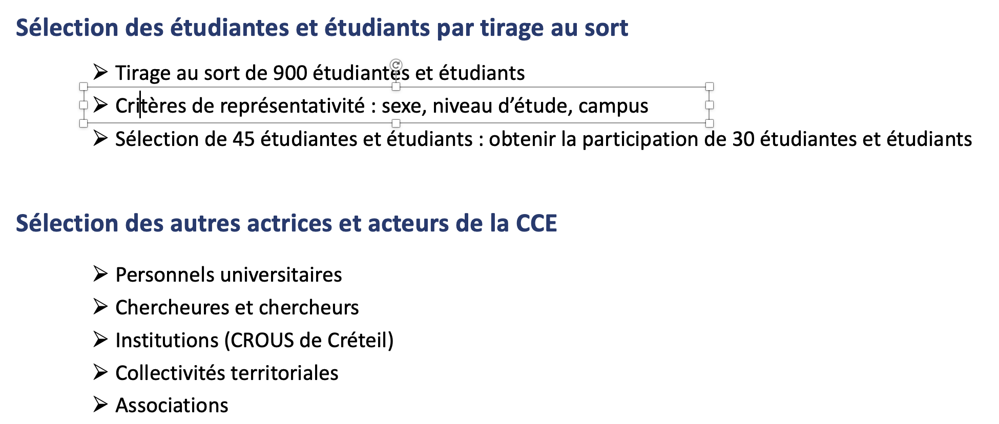 Sélection des étudiantes et étudiants par tirage au sort
➢ Tirage au sort de 900 étudiantes et étudiants
➢ Critères de représentativité : sexe, niveau d’étude, campus
➢ Sélection de 45 étudiantes et étudiants : obtenir la participation de 30 étudiantes et étudiants
Sélection des autres actrices et acteurs de la CCE
➢ Personnels universitaires
➢ Chercheures et chercheurs
➢ Institutions (CROUS de Créteil)
➢ Collectivités territoriales
➢ Associations